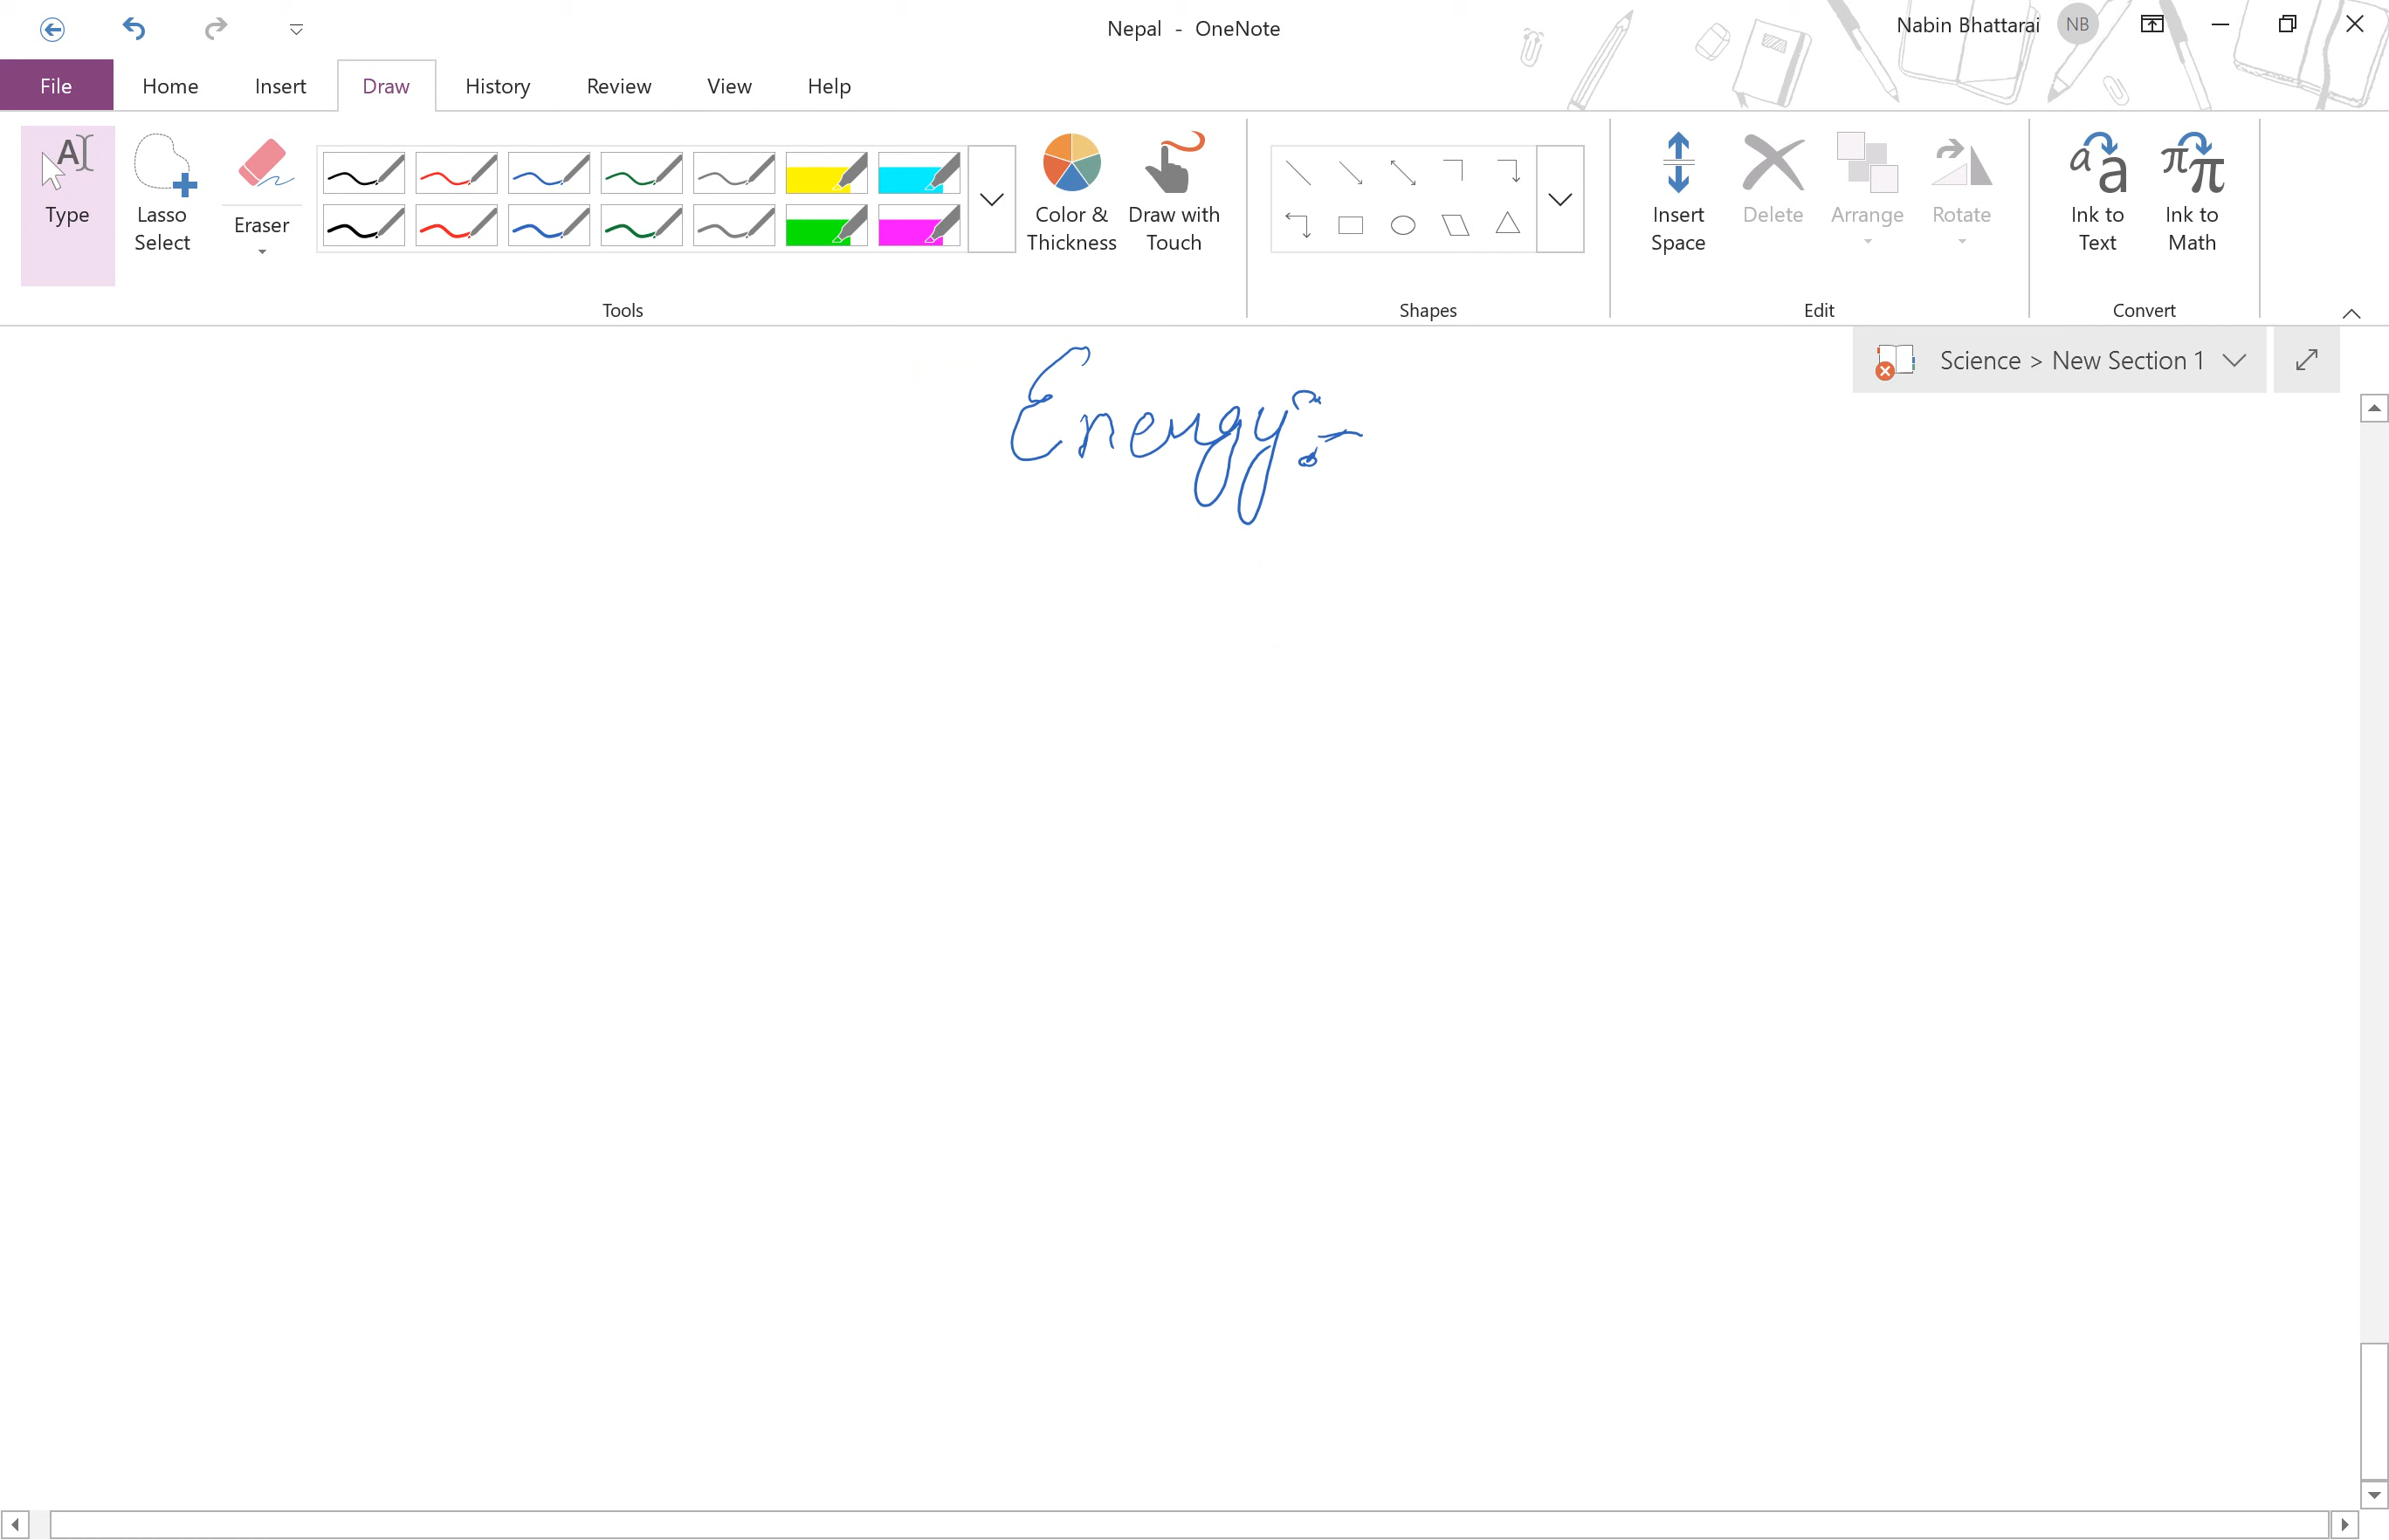 Nepal - OneNote
Nabin Bhattarai NB
File Home Insert Draw History Review View Help
Type
Lasso Select
Eraser
Color & Thickness
Draw with Touch
Insert Space
Delete
Arrange
Rotate
Ink to Text
Ink to Math
Tools Shapes Edit Convert
Science > New Section 1
Energy:-